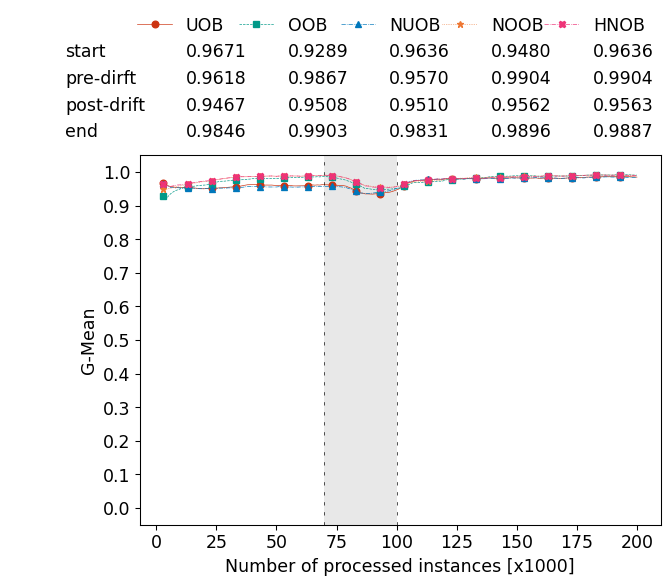 UOB OOB NUOB NOOB HNOB
start 0.9671 0.9289 0.9636 0.9480 0.9636
pre-dirft 0.9618 0.9867 0.9570 0.9904 0.9904
post-drift 0.9467 0.9508 0.9510 0.9562 0.9563
end 0.9846 0.9903 0.9831 0.9896 0.9887
1.0
0.9
0.8
0.7
0.6
0.5
0.4
0.3
0.2
0.1
0.0
G-Mean
0 25 50 75 100 125 150 175 200
Number of processed instances [x1000]